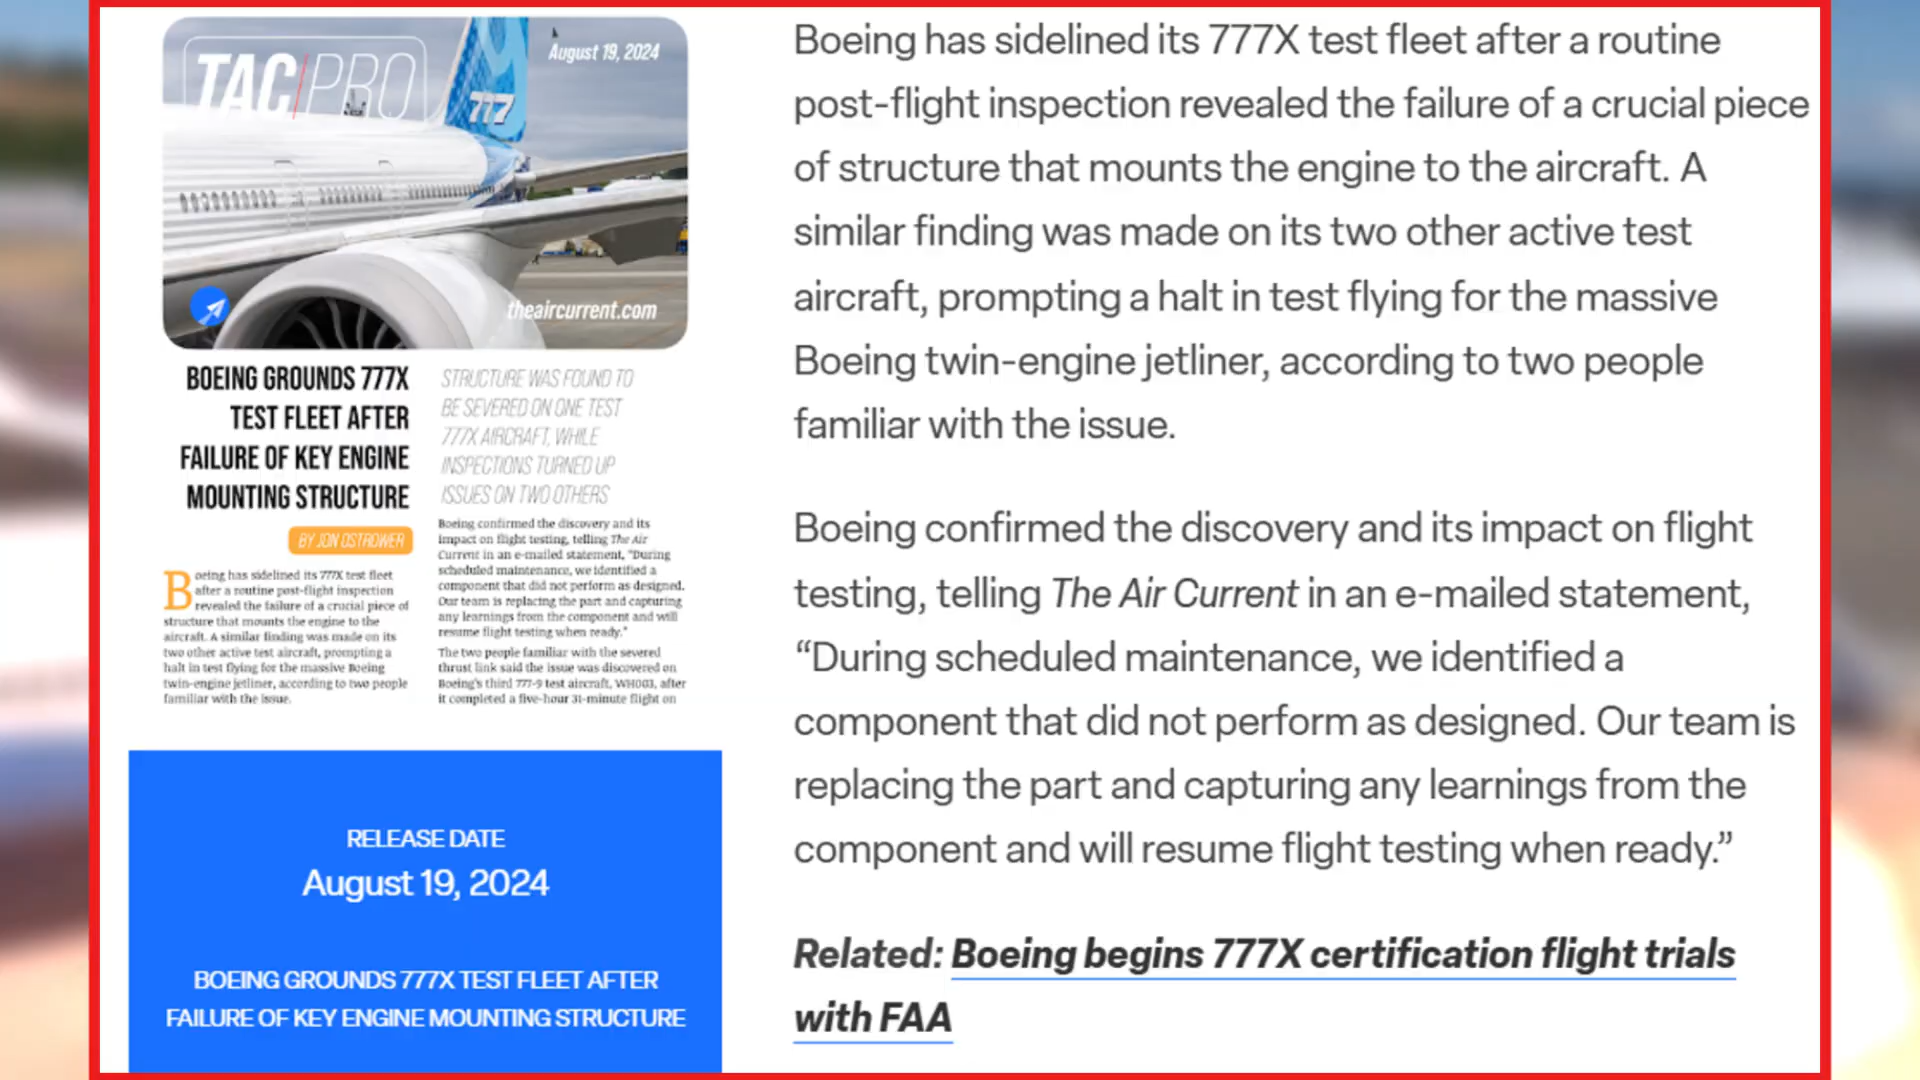 August 19, 2024
TAC/PRO
777
theaircurrent.com
BOEING GROUNDS 777X
TEST FLEET AFTER
FAILURE OF KEY ENGINE
MOUNTING STRUCTURE
BY JON OSTROWER
Boeing has sidelined its 777X test fleet
after a routine post-flight inspection
revealed the failure of a crucial piece of
structure that mounts the engine to the
aircraft. A similar finding was made on its
two other active test aircraft, prompting a
halt in test flying for the massive Boeing
twin-engine jetliner, according to two people
familiar with the issue.
STRUCTURE WAS FOUND TO
BE SEVERED ON ONE TEST
777X AIRCRAFT, WHILE
INSPECTIONS TURNED UP
ISSUES ON TWO OTHERS
Boeing confirmed the discovery and its
impact on flight testing, telling The Air
Current in an e-mailed statement, "During
scheduled maintenance, we identified a
component that did not perform as designed.
Our team is replacing the part and capturing
any learnings from the component and will
resume flight testing when ready."
The two people familiar with the severed
thrust link said the issue was discovered on
Boeing's third 777-9 test aircraft, WH003, after
it completed a five-hour 31-minute flight on
RELEASE DATE
August 19, 2024
BOEING GROUNDS 777X TEST FLEET AFTER
FAILURE OF KEY ENGINE MOUNTING STRUCTURE
Boeing has sidelined its 777X test fleet after a routine
post-flight inspection revealed the failure of a crucial piece
of structure that mounts the engine to the aircraft. A
similar finding was made on its two other active test
aircraft, prompting a halt in test flying for the massive
Boeing twin-engine jetliner, according to two people
familiar with the issue.
Boeing confirmed the discovery and its impact on flight
testing, telling The Air Current in an e-mailed statement,
“During scheduled maintenance, we identified a
component that did not perform as designed. Our team is
replacing the part and capturing any learnings from the
component and will resume flight testing when ready.”
Related: Boeing begins 777X certification flight trials
with FAA